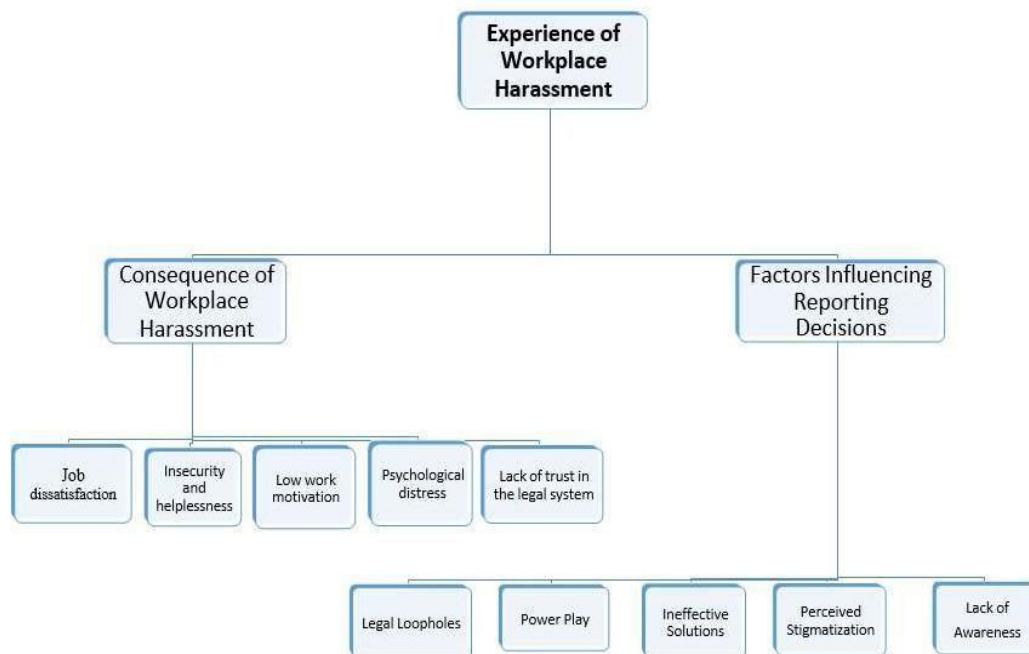 Experience of
Workplace
Harassment
Consequence of
Workplace
Harassment
Factors Influencing
Reporting
Decisions
Job
dissatisfaction
Insecurity
and
helplessness
Low work
motivation
Psychological
distress
Lack of trust in
the legal system
Legal Loopholes
Power Play
Ineffective
Solutions
Perceived
Stigmatization
Lack of
Awareness